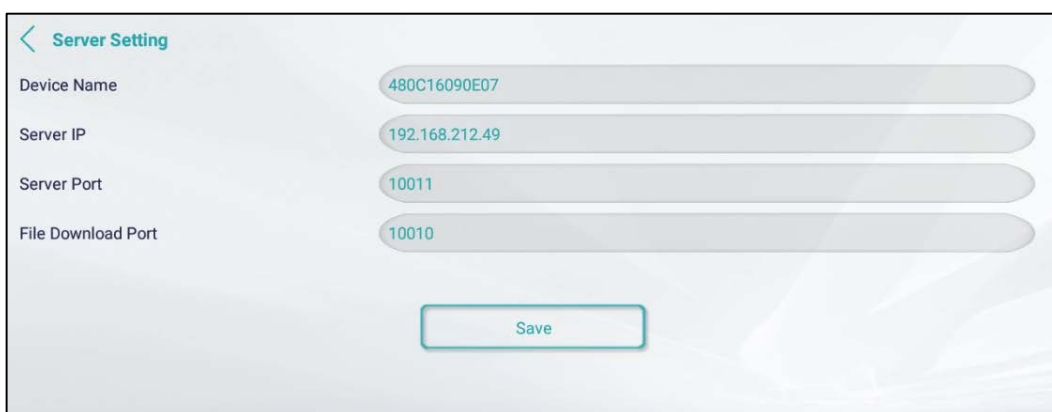 Server Setting
Device Name 480C16090E07
Server IP 192.168.212.49
Server Port 10011
File Download Port 10010
Save